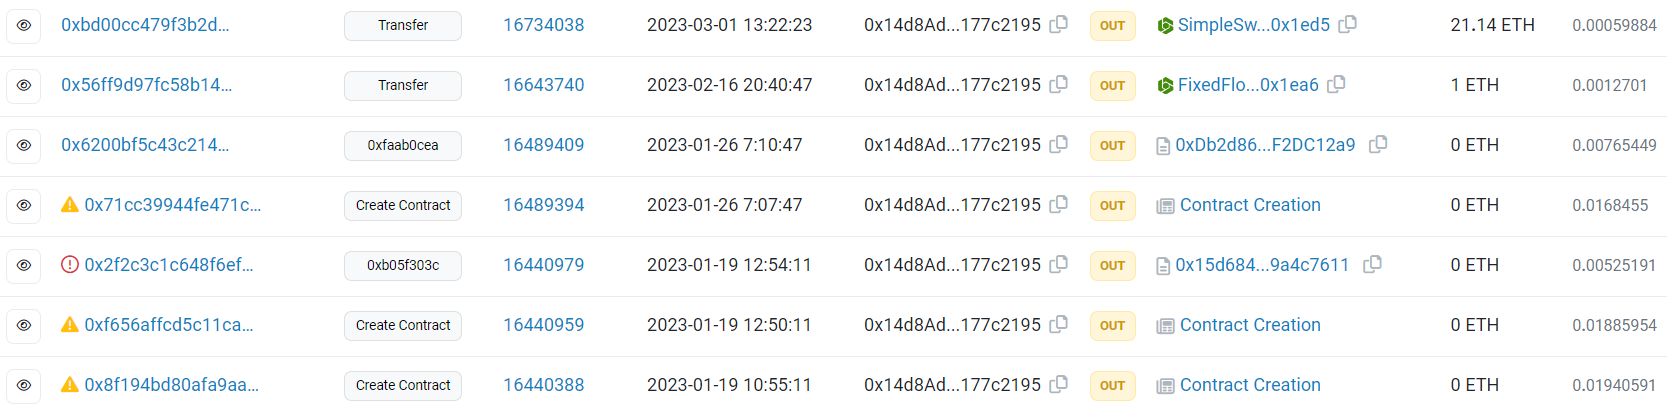 0xbd00cc479f3b2d... Transfer 16734038 2023-03-01 13:22:23 0x14d8Ad...177c2195 OUT SimpleSw...0x1ed5 21.14 ETH 0.00059884
0x56ff9d97fc58b14... Transfer 16643740 2023-02-16 20:40:47 0x14d8Ad...177c2195 OUT FixedFlo...0x1ea6 1 ETH 0.0012701
0x6200bf5c43c214... 0xfaab0cea 16489409 2023-01-26 7:10:47 0x14d8Ad...177c2195 OUT 0xDb2d86...F2DC12a9 0 ETH 0.00765449
0x71cc39944fe471c... Create Contract 16489394 2023-01-26 7:07:47 0x14d8Ad...177c2195 OUT Contract Creation 0 ETH 0.0168455
0x2f2c3c1c648f6ef... 0xb05f303c 16440979 2023-01-19 12:54:11 0x14d8Ad...177c2195 OUT 0x15d684...9a4c7611 0 ETH 0.00525191
0xf656affcd5c11ca... Create Contract 16440959 2023-01-19 12:50:11 0x14d8Ad...177c2195 OUT Contract Creation 0 ETH 0.01885954
0x8f194bd80afa9aa... Create Contract 16440388 2023-01-19 10:55:11 0x14d8Ad...177c2195 OUT Contract Creation 0 ETH 0.01940591